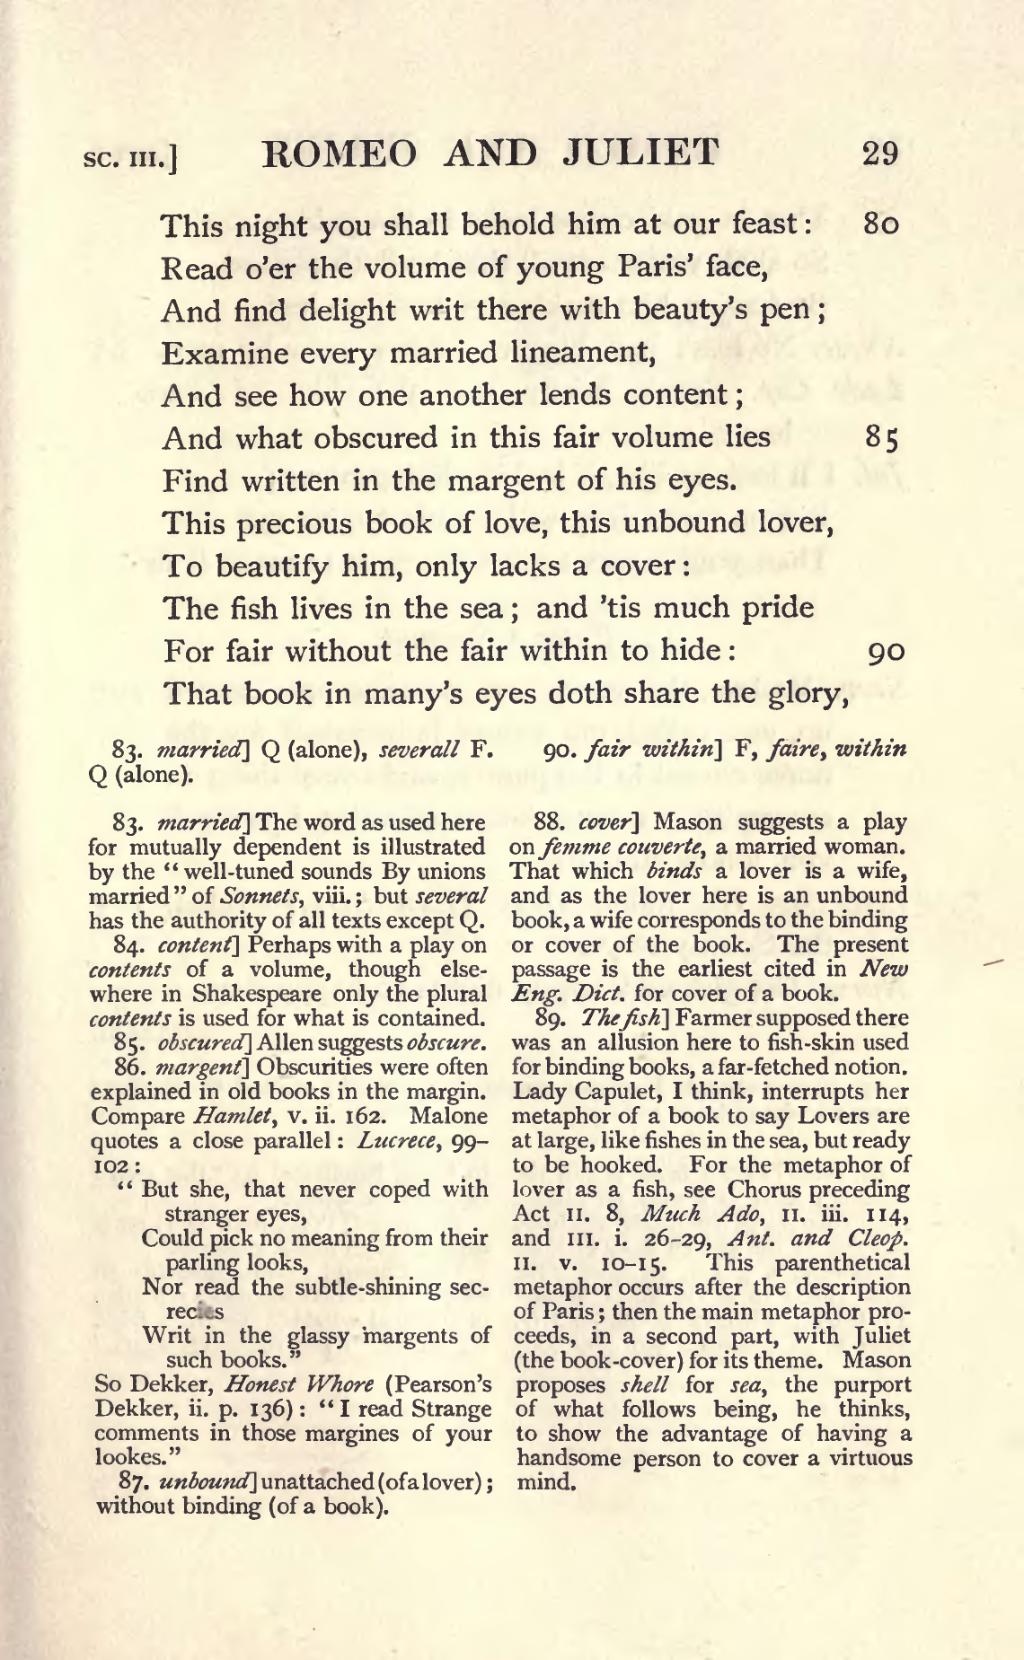 SC. III.] ROMEO AND JULIET 29
This night you shall behold him at our feast: 80
Read o'er the volume of young Paris' face,
And find delight writ there with beauty's pen;
Examine every married lineament,
And see how one another lends content;
And what obscured in this fair volume lies 85
Find written in the margent of his eyes.
This precious book of love, this unbound lover,
To beautify him, only lacks a cover:
The fish lives in the sea; and 'tis much pride
For fair without the fair within to hide: 90
That book in many's eyes doth share the glory,
83. married] Q (alone), severall F. 90. fair within] F, faire, within
Q (alone).
83. married] The word as used here
for mutually dependent is illustrated
by the "well-tuned sounds By unions
married" of Sonnets, viii.; but several
has the authority of all texts except Q.
84. content] Perhaps with a play on
contents of a volume, though else-
where in Shakespeare only the plural
contents is used for what is contained.
85. obscured] Allen suggests obscure.
86. margent] Obscurities were often
explained in old books in the margin.
Compare Hamlet, v. ii. 162. Malone
quotes a close parallel: Lucrece, 99–
102:
"But she, that never coped with
stranger eyes,
Could pick no meaning from their
parling looks,
Nor read the subtle-shining sec-
recies
Writ in the glassy margents of
such books."
So Dekker, Honest Whore (Pearson's
Dekker, ii. p. 136): "I read Strange
comments in those margines of your
lookes."
87. unbound] unattached (of a lover);
without binding (of a book).
88. cover] Mason suggests a play
on femme couverte, a married woman.
That which binds a lover is a wife,
and as the lover here is an unbound
book, a wife corresponds to the binding
or cover of the book. The present
passage is the earliest cited in New
Eng. Dict. for cover of a book.
89. The fish] Farmer supposed there
was an allusion here to fish-skin used
for binding books, a far-fetched notion.
Lady Capulet, I think, interrupts her
metaphor of a book to say Lovers are
at large, like fishes in the sea, but ready
to be hooked. For the metaphor of
lover as a fish, see Chorus preceding
Act II. 8, Much Ado, II. iii. 114,
and III. i. 26–29, Ant. and Cleop.
II. v. 10–15. This parenthetical
metaphor occurs after the description
of Paris; then the main metaphor pro-
ceeds, in a second part, with Juliet
(the book-cover) for its theme. Mason
proposes shell for sea, the purport
of what follows being, he thinks,
to show the advantage of having a
handsome person to cover a virtuous
mind.